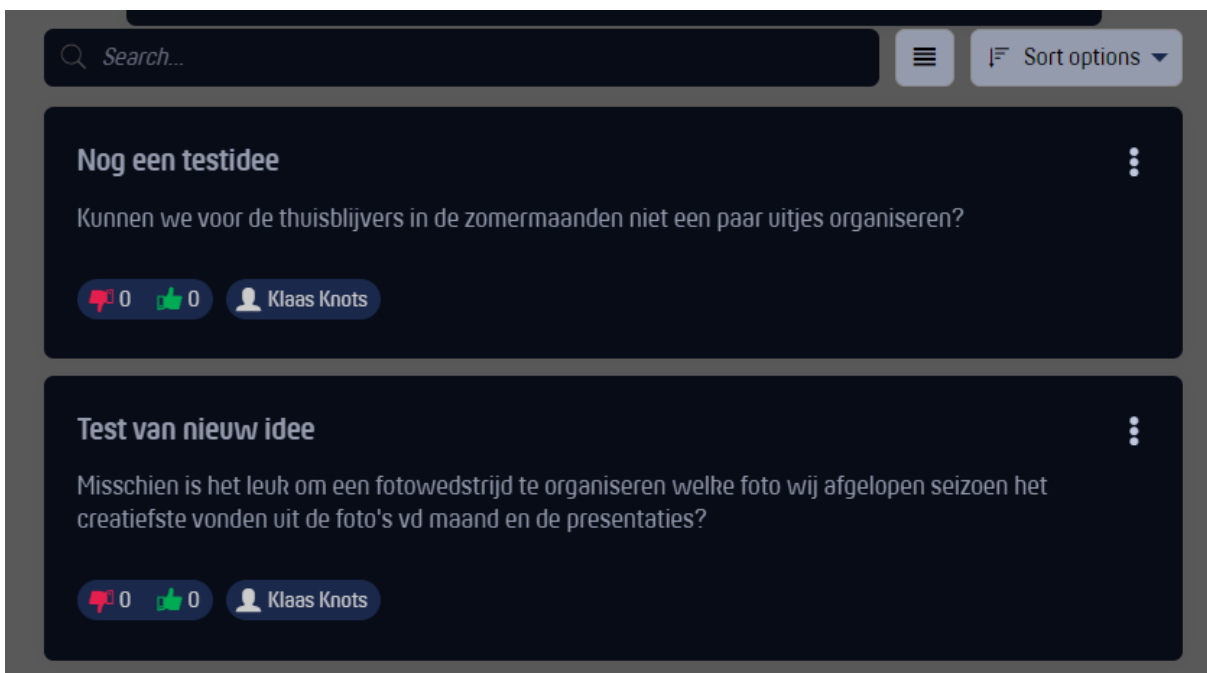 Search...
Sort options
Nog een testidee
Kunnen we voor de thuisblijvers in de zomermaanden niet een paar uitjes organiseren?
0 0 Klaas Knots
Test van nieuw idee
Misschien is het leuk om een fotowedstrijd te organiseren welke foto wij afgelopen seizoen het
creatiefste vonden uit de foto's vd maand en de presentaties?
0 0 Klaas Knots